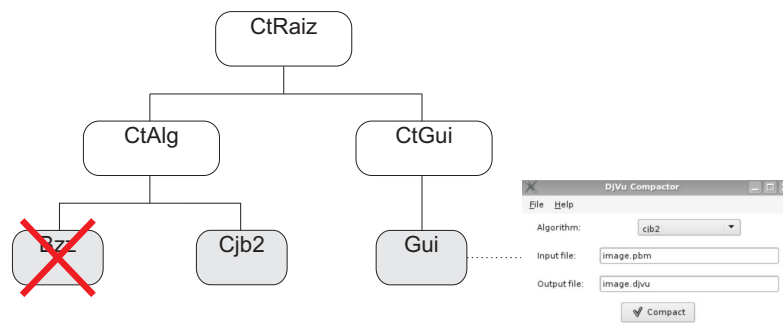 CtRaiz
CtAlg
CtGui
Bzz
Cjb2
Gui
DjVu Compactor
File Help
Algorithm: cjb2
Input file: image.pbm
Output file: image.djvu
Compact